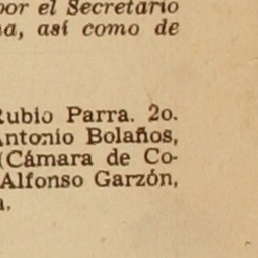 por el Secretario
a, así como de
Rubio Parra. 2o.
Antonio Bolaños,
(Cámara de Co-
Alfonso Garzón,
a.